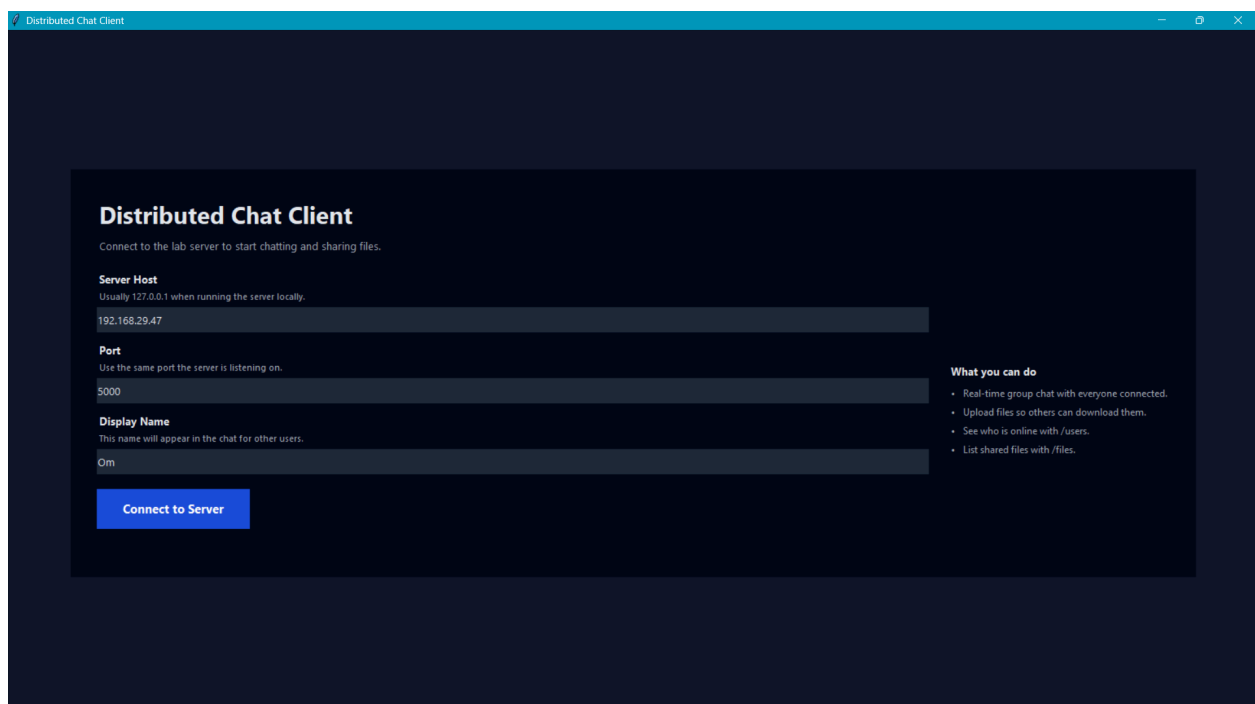 Distributed Chat Client
Distributed Chat Client
Connect to the lab server to start chatting and sharing files.
Server Host
Usually 127.0.0.1 when running the server locally.
192.168.29.47
Port
Use the same port the server is listening on.
5000
Display Name
This name will appear in the chat for other users.
Om
Connect to Server
What you can do
• Real-time group chat with everyone connected.
• Upload files so others can download them.
• See who is online with /users.
• List shared files with /files.